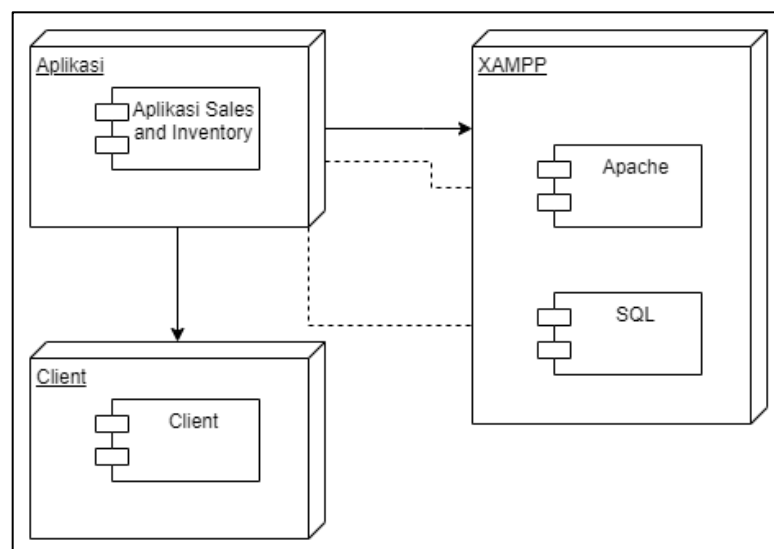 Aplikasi
Aplikasi Sales
and Inventory
XAMPP
Apache
SQL
Client
Client